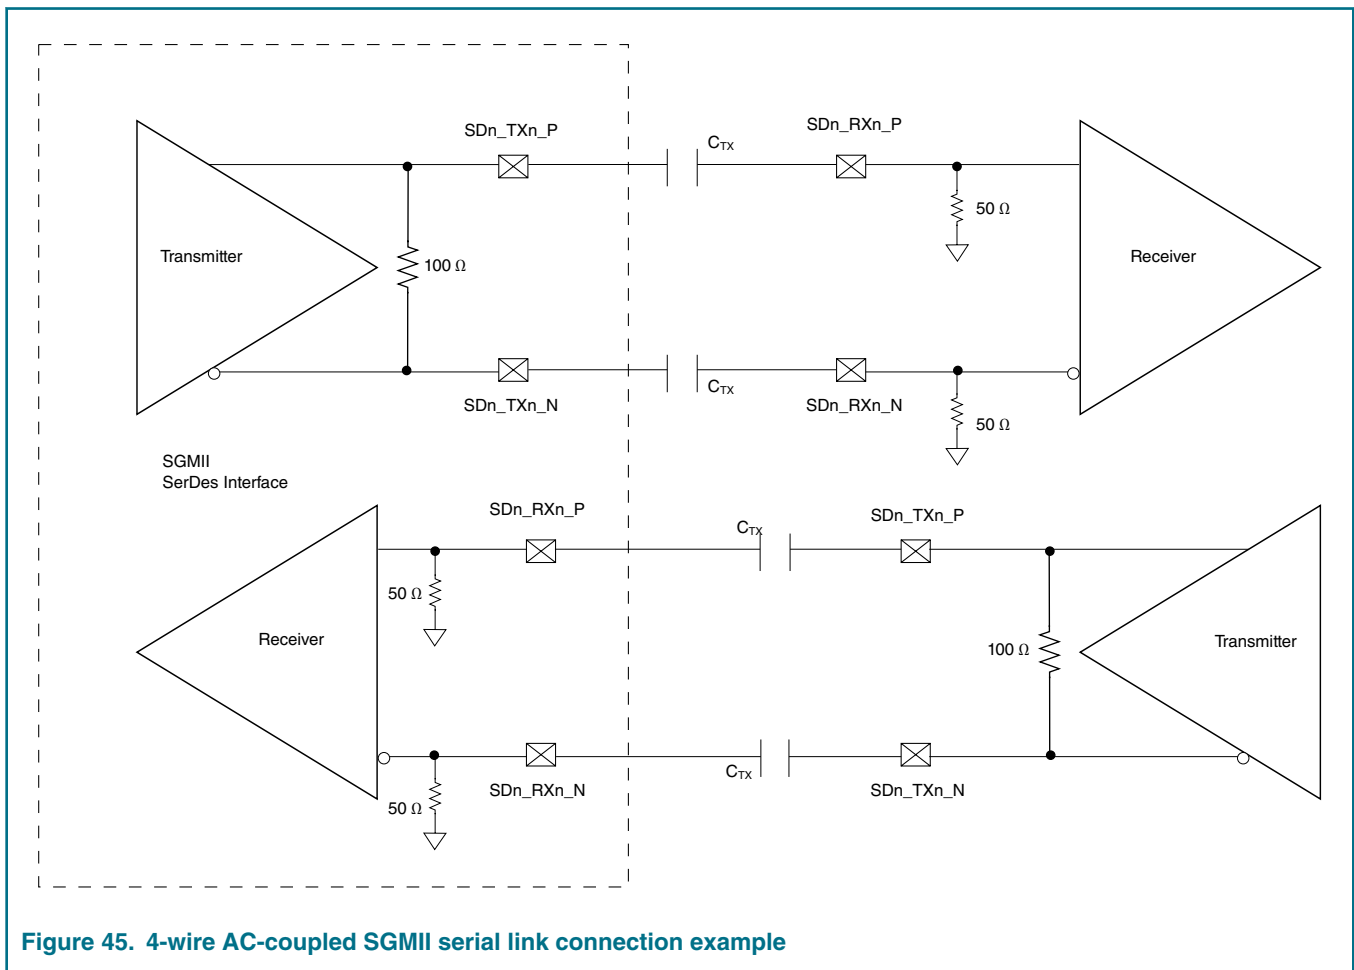 SDn_TXn_P
CTX
SDn_RXn_P
50 Ω
Transmitter
100 Ω
Receiver
SDn_TXn_N
CTX
SDn_RXn_N
50 Ω
SGMII
SerDes Interface
SDn_RXn_P
CTX
SDn_TXn_P
50 Ω
Receiver
100 Ω
Transmitter
50 Ω
SDn_RXn_N
CTX
SDn_TXn_N
Figure 45. 4-wire AC-coupled SGMII serial link connection example